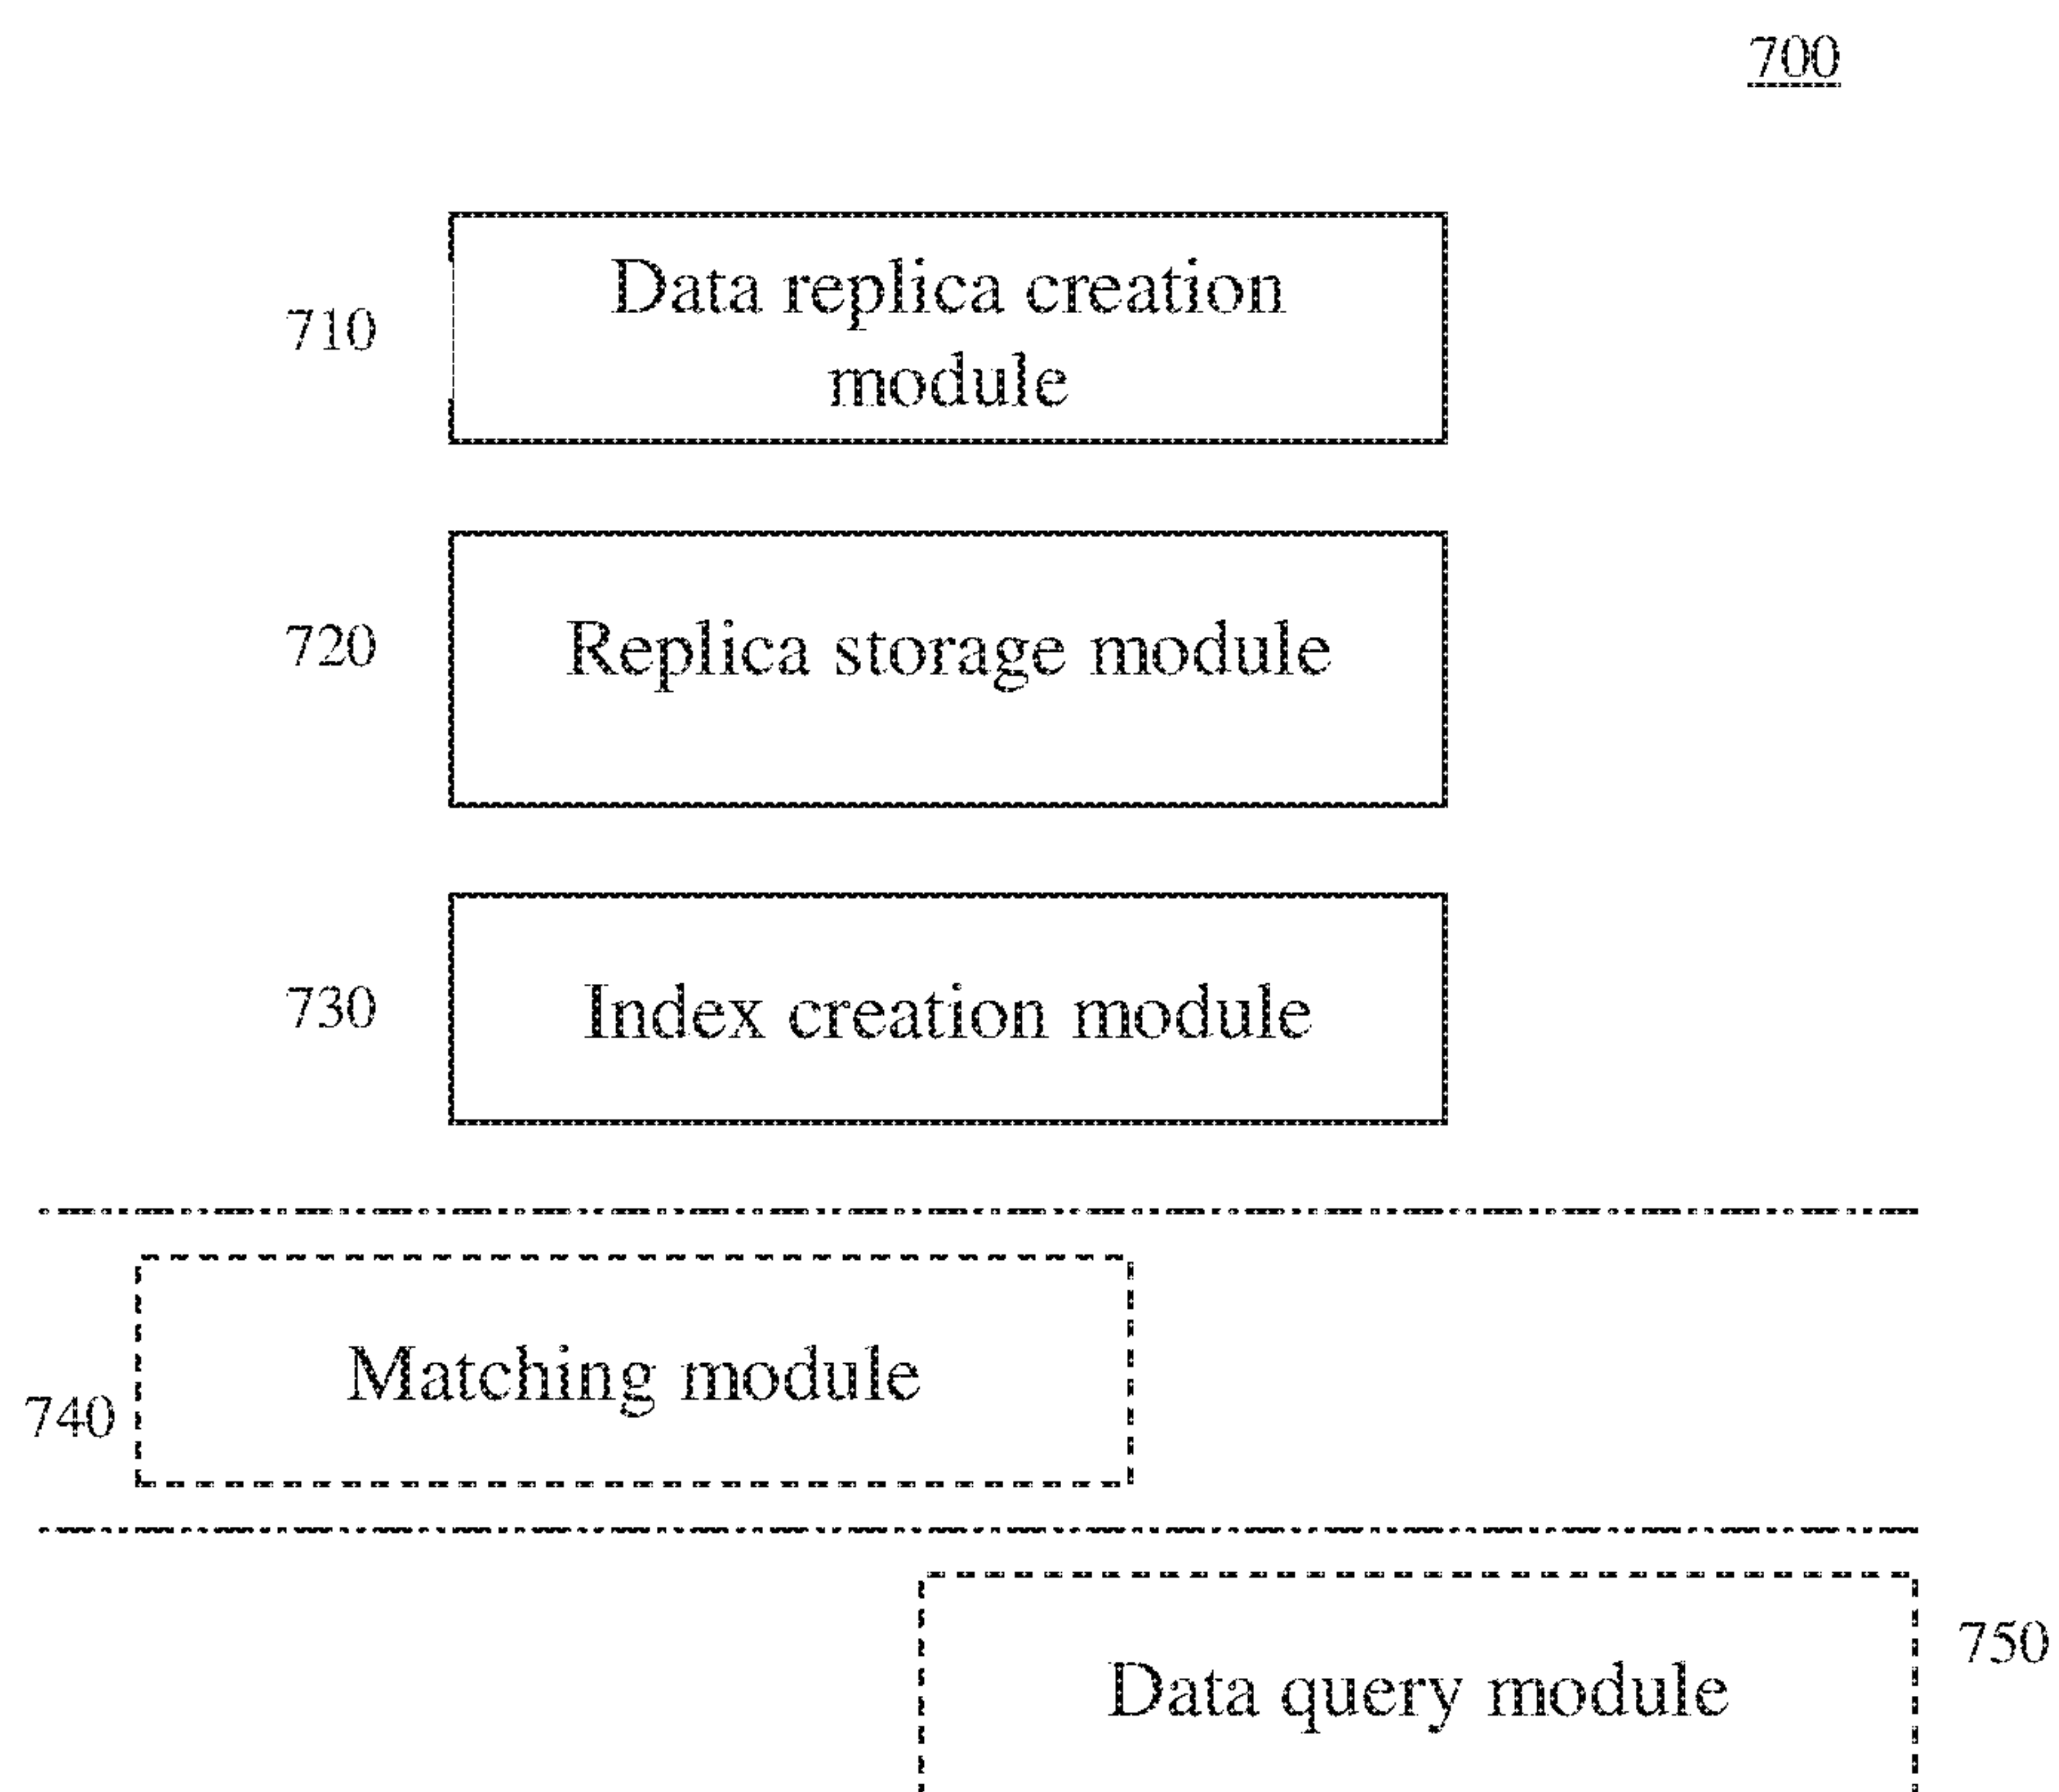 700
Data replica creation
module
710
Replica storage module
720
Index creation module
730
Matching module
740
750
Data query module